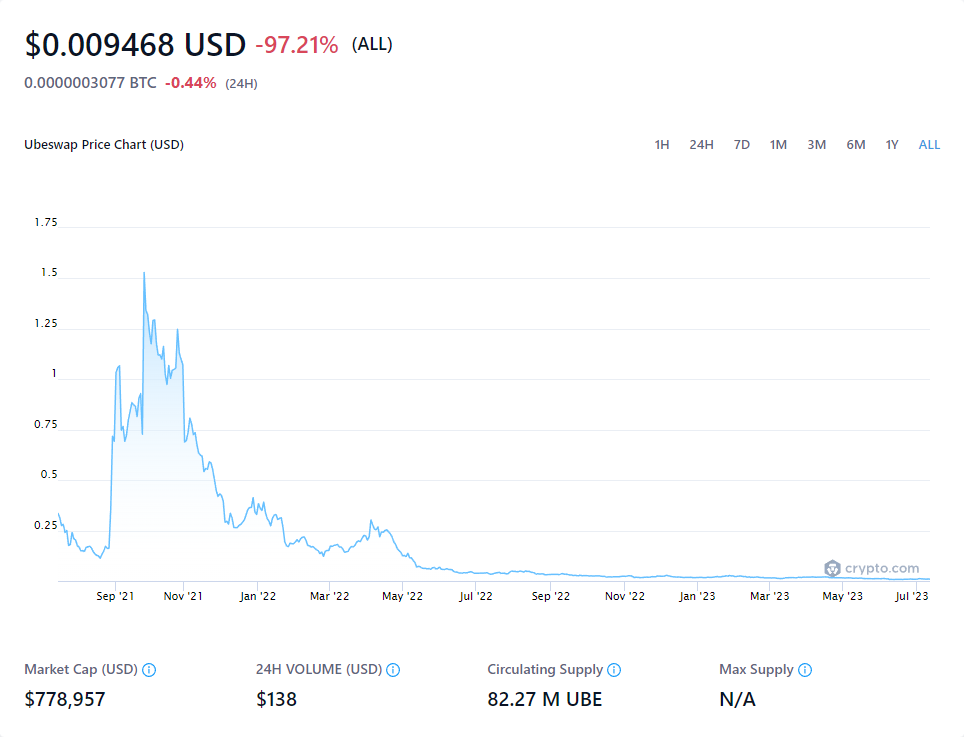 $0.009468 USD -97.21% (ALL)
0.0000003077 BTC -0.44% (24H)
Ubeswap Price Chart (USD) 1H 24H 7D 1M 3M 6M 1Y ALL
1.75
1.5
1.25
1
0.75
0.5
0.25
crypto.com
Sep '21 Nov '21 Jan '22 Mar '22 May '22 Jul '22 Sep '22 Nov '22 Jan '23 Mar '23 May '23 Jul '23
Market Cap (USD) 24H VOLUME (USD) Circulating Supply Max Supply
$778,957 $138 82.27 M UBE N/A